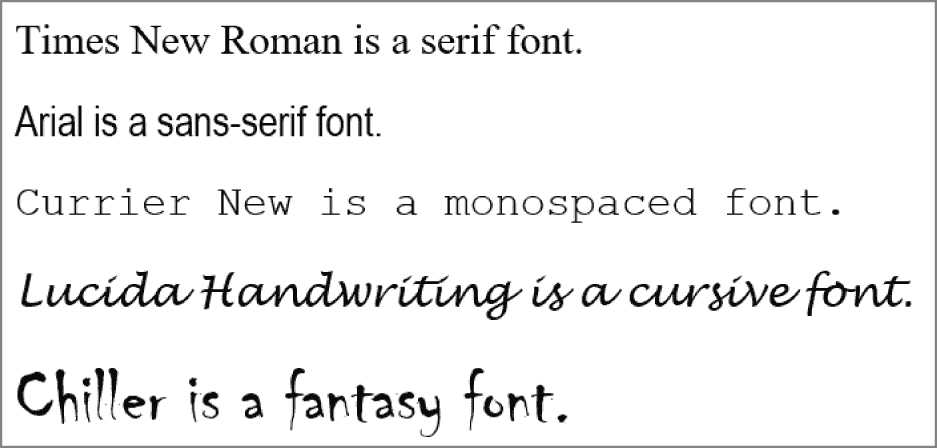 Times New Roman is a serif font.
Arial is a sans-serif font.
Currier New is a monospaced font.
Lucida Handwriting is a cursive font.
Chiller is a fantasy font.